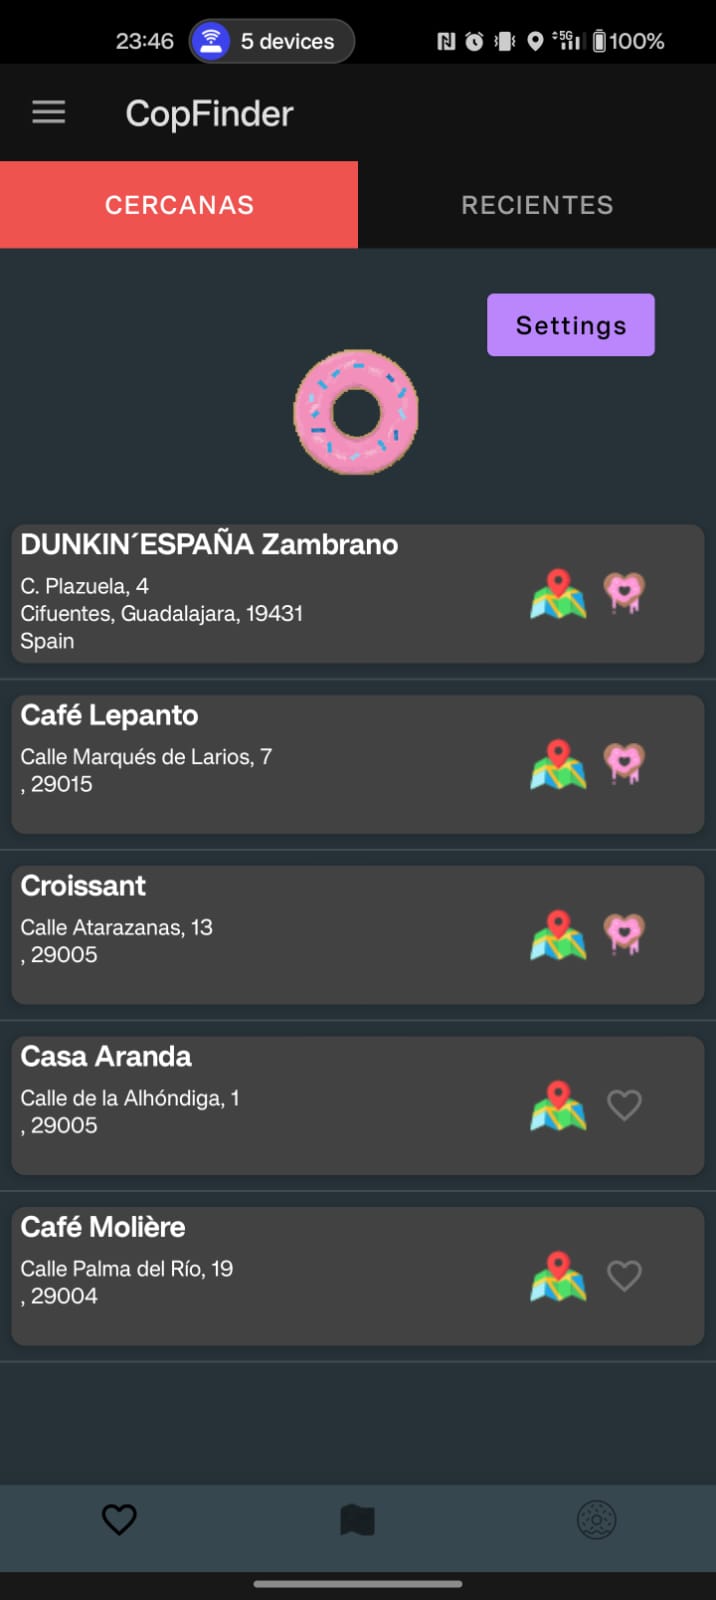 23:46
5 devices
5G
100%
CopFinder
CERCANAS
RECIENTES
Settings
DUNKIN´ESPAÑA Zambrano
C. Plazuela, 4
Cifuentes, Guadalajara, 19431
Spain
Café Lepanto
Calle Marqués de Larios, 7
, 29015
Croissant
Calle Atarazanas, 13
, 29005
Casa Aranda
Calle de la Alhóndiga, 1
, 29005
Café Molière
Calle Palma del Río, 19
, 29004